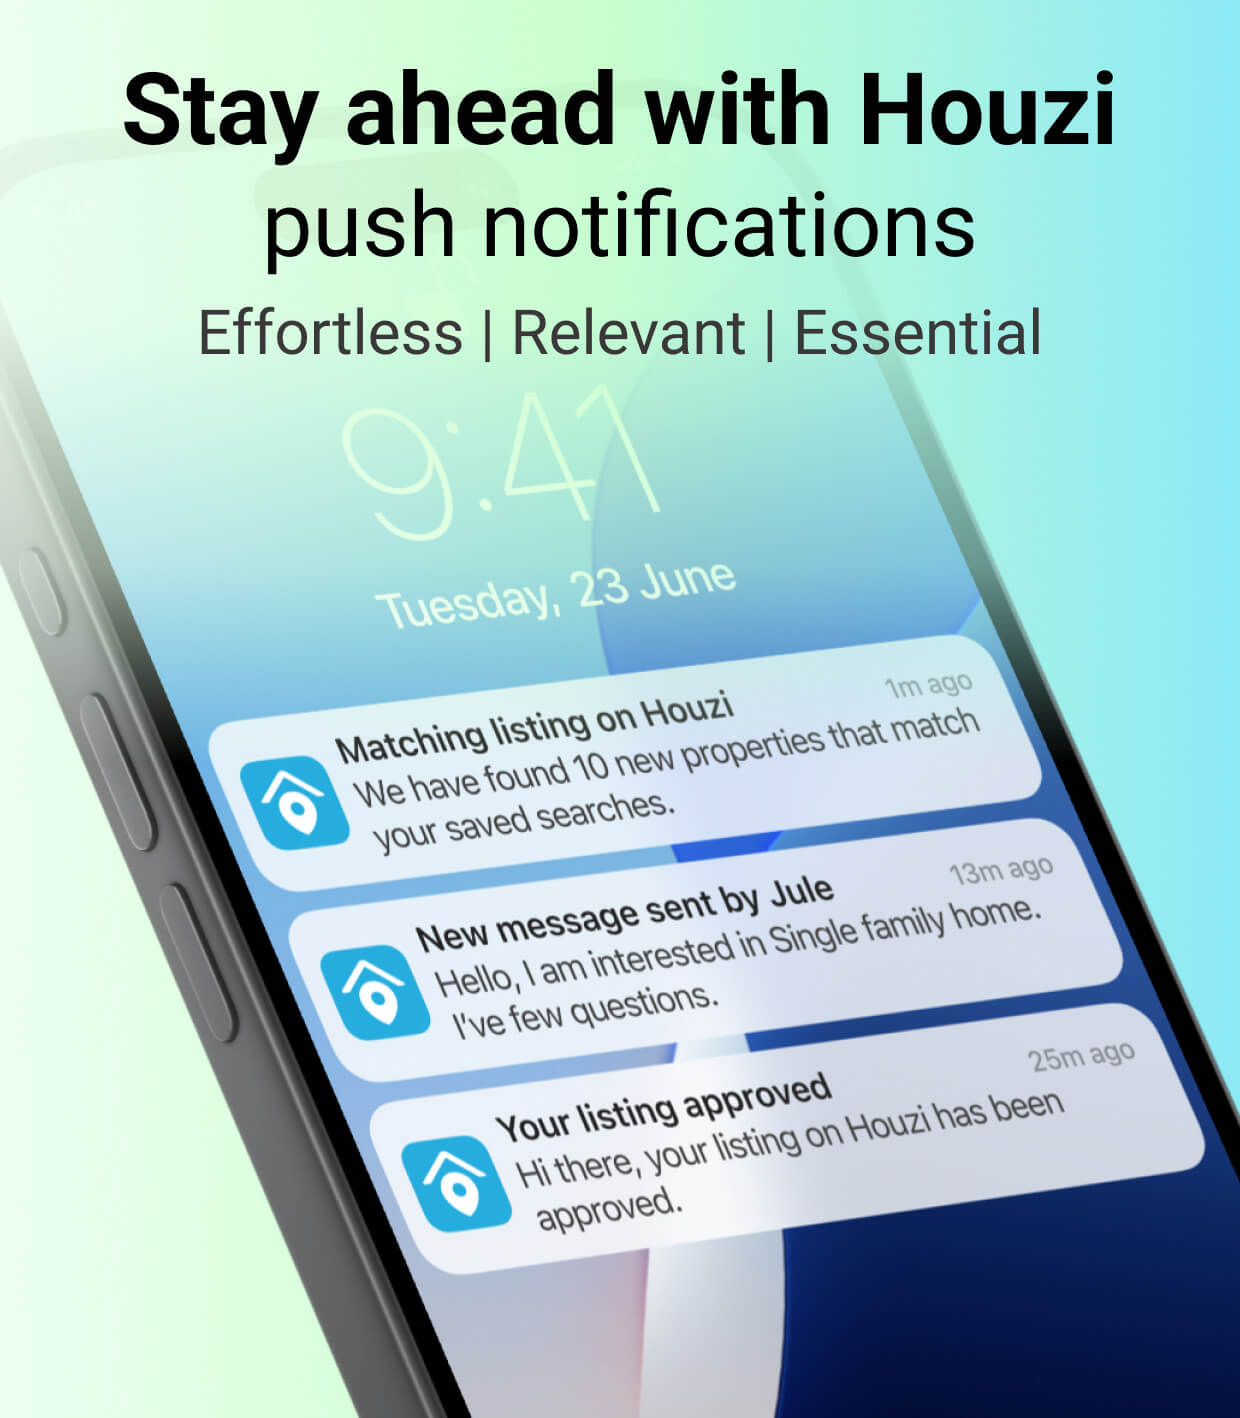 Stay ahead with Houzi
push notifications
Effortless | Relevant | Essential
9:41
Tuesday, 23 June
Matching listing on Houzi
1m ago
We have found 10 new properties that match
your saved searches.
New message sent by Jule
13m ago
Hello, I am interested in Single family home.
I've few questions.
Your listing approved
25m ago
Hi there, your listing on Houzi has been
approved.